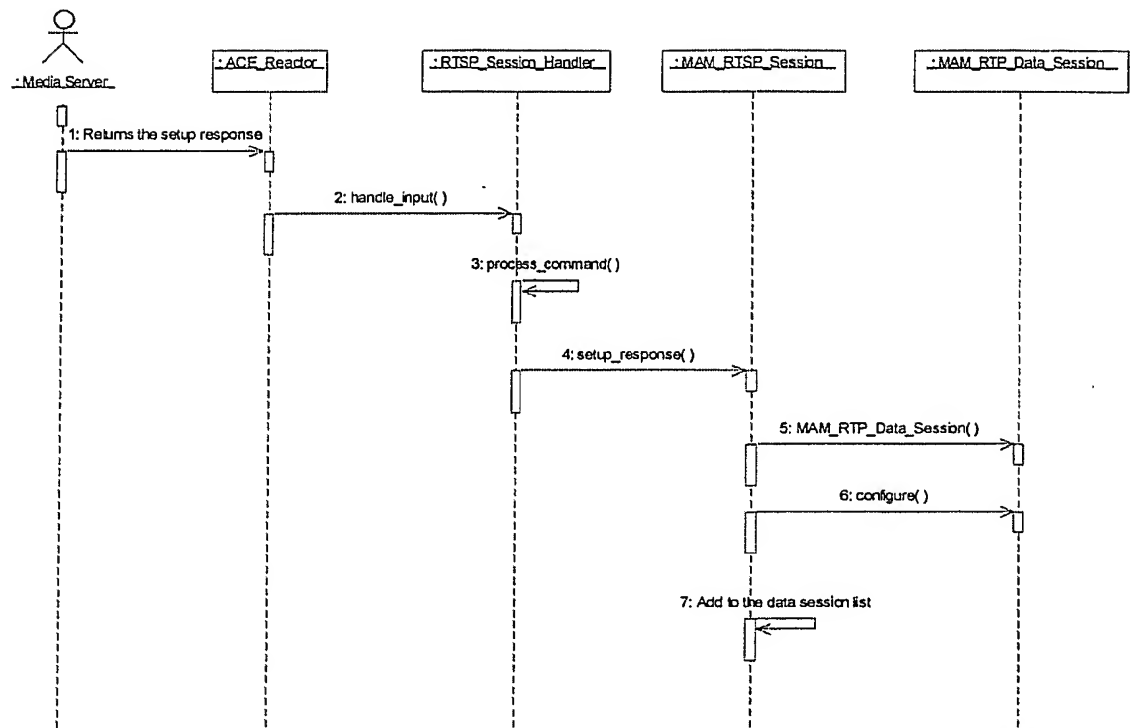 : Media Server
: ACE_Reactor
: RTSP_Session_Handler
: MAM_RTSP_Session
: MAM_RTP_Data_Session
1: Returns the setup response
2: handle_input( )
3: process_command( )
4: setup_response( )
5: MAM_RTP_Data_Session( )
6: configure( )
7: Add to the data session list